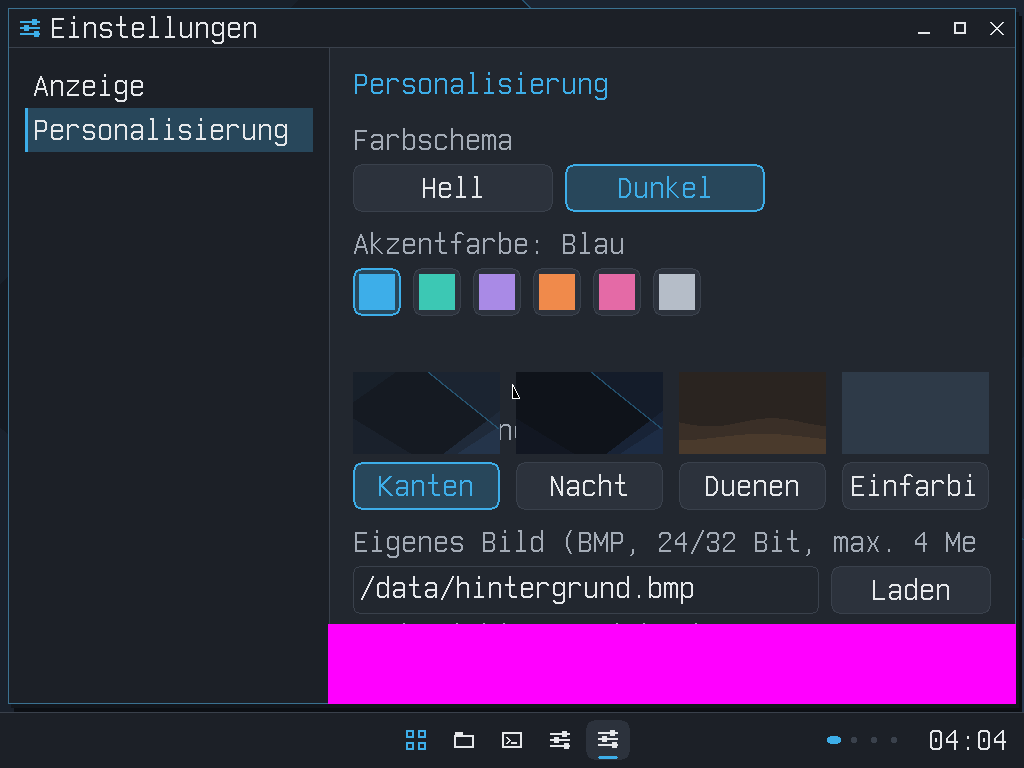 Einstellungen
Anzeige
Personalisierung
Personalisierung
Farbschema
Hell Dunkel
Akzentfarbe: Blau
Kanten Nacht Duenen Einfarbi
Eigenes Bild (BMP, 24/32 Bit, max. 4 Me
/data/hintergrund.bmp Laden
04:04